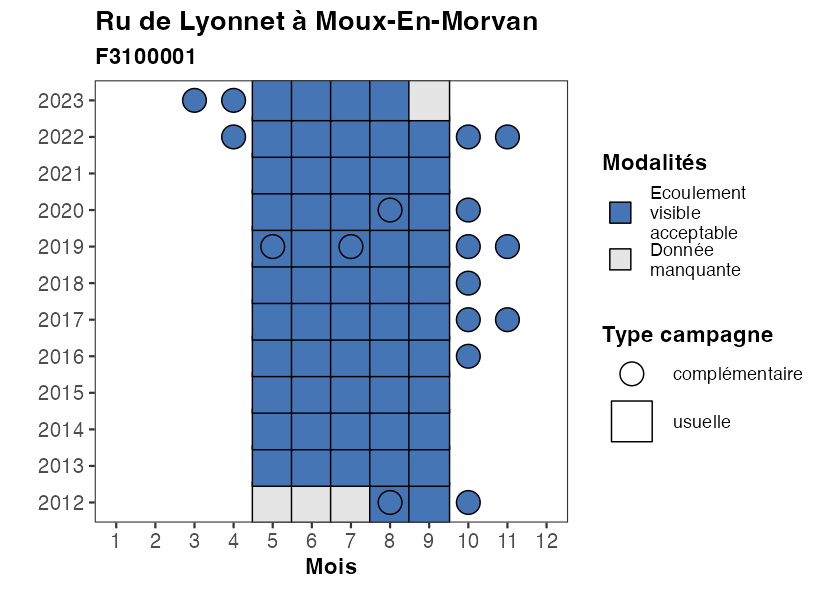 Ru de Lyonnet à Moux-En-Morvan
F3100001
2023
2022
2021
2020
2019
2018
2017
2016
2015
2014
2013
2012
1 2 3 4 5 6 7 8 9 10 11 12
Mois
Modalités
Ecoulement
visible
acceptable
Donnée
manquante
Type campagne
complémentaire
usuelle